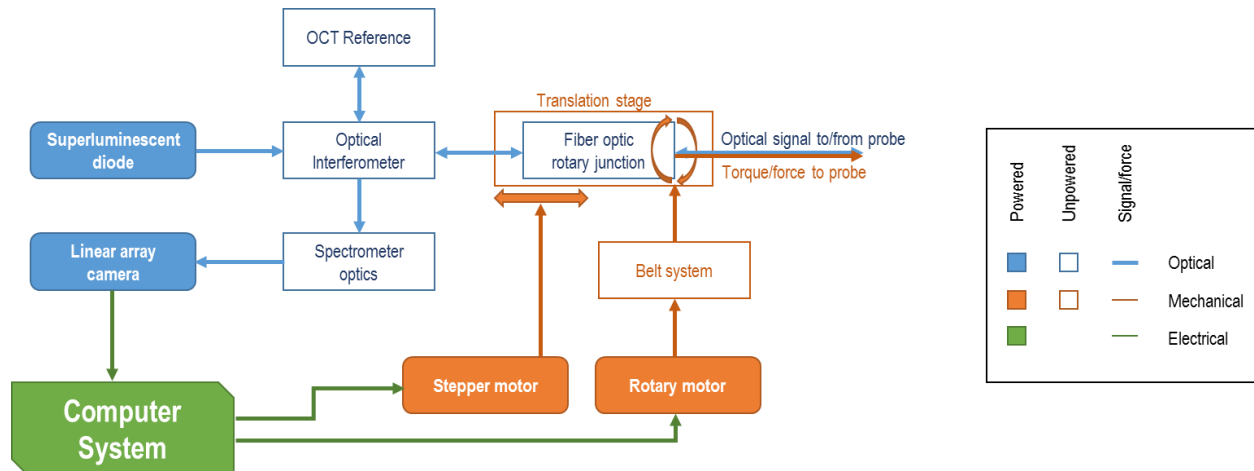 OCT Reference
Translation stage
Superluminescent
diode
Optical
Interferometer
Fiber optic
rotary junction
Optical signal to/from probe
Torque/force to probe
Linear array
camera
Spectrometer
optics
Belt system
Stepper motor
Rotary motor
Computer
System
Powered
Unpowered
Signal/force
Optical
Mechanical
Electrical